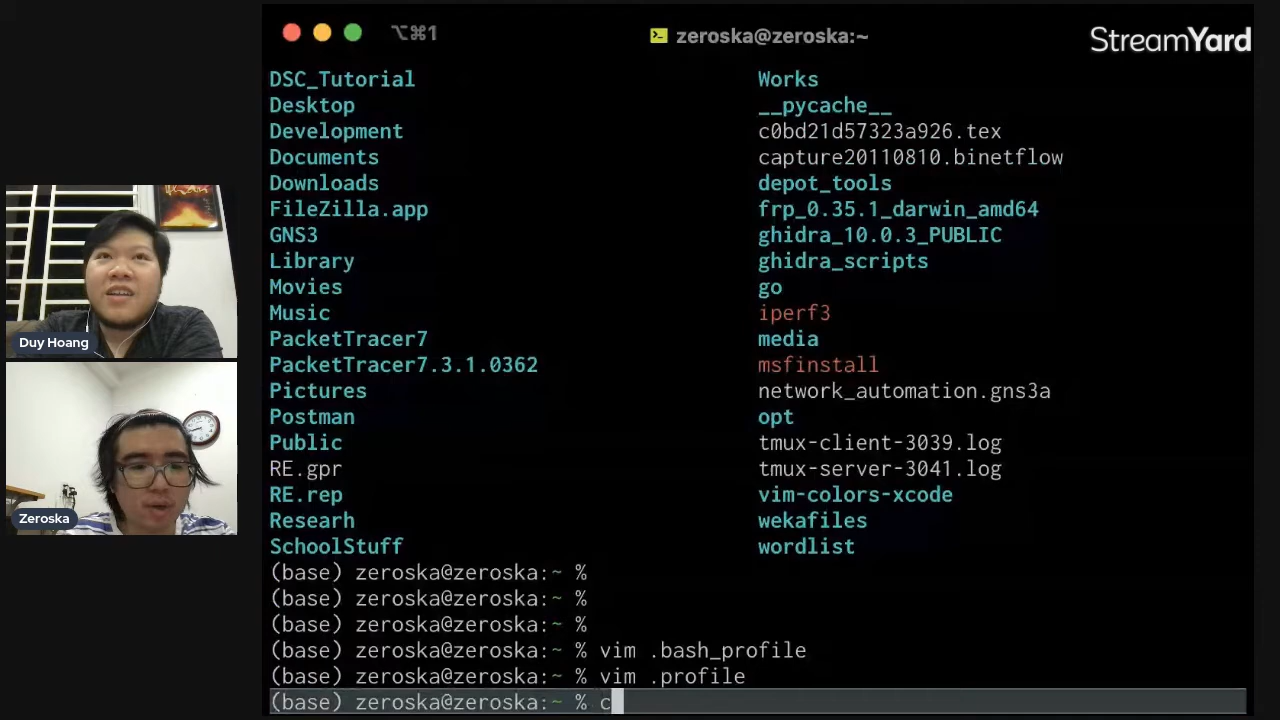 ⌥⌘1
zeroska@zeroska:~
StreamYard
DSC_Tutorial Works
Desktop __pycache__
Development c0bd21d57323a926.tex
Documents capture20110810.binetflow
Downloads depot_tools
FileZilla.app frp_0.35.1_darwin_amd64
GNS3 ghidra_10.0.3_PUBLIC
Library ghidra_scripts
Movies go
Music iperf3
PacketTracer7 media
PacketTracer7.3.1.0362 msfinstall
Pictures network_automation.gns3a
Postman opt
Public tmux-client-3039.log
RE.gpr tmux-server-3041.log
RE.rep vim-colors-xcode
Researh wekafiles
SchoolStuff wordlist
(base) zeroska@zeroska:~ %
(base) zeroska@zeroska:~ %
(base) zeroska@zeroska:~ %
(base) zeroska@zeroska:~ % vim .bash_profile
(base) zeroska@zeroska:~ % vim .profile
(base) zeroska@zeroska:~ % c
Duy Hoang
Zeroska